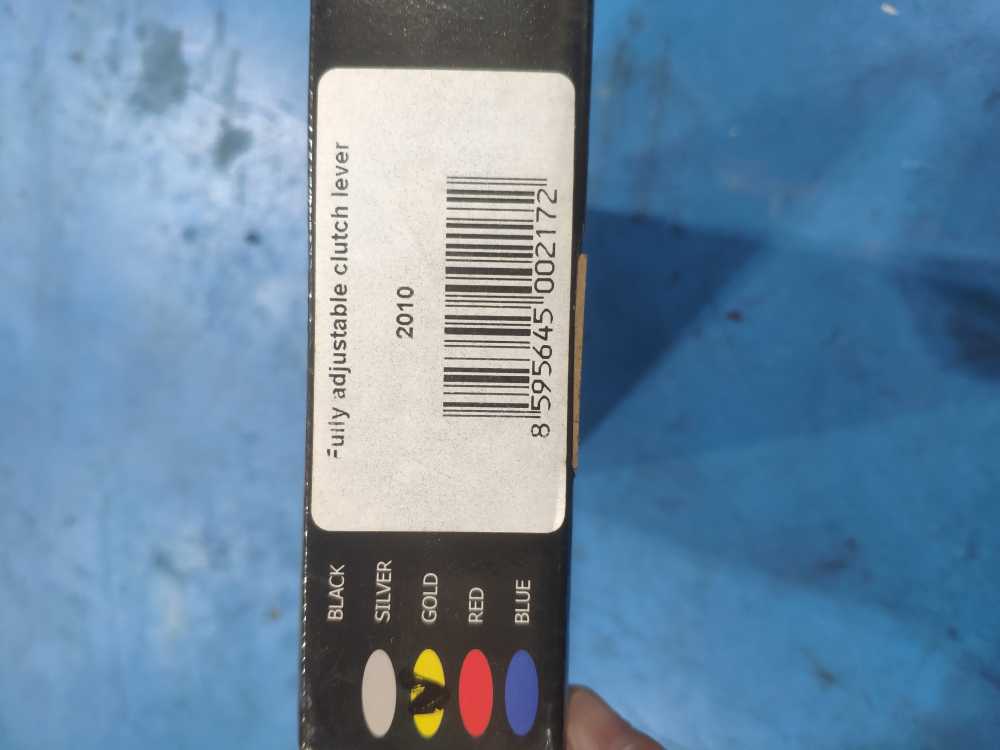 Fully adjustable clutch lever
2010
8 595645 002172
BLACK
SILVER
GOLD
RED
BLUE